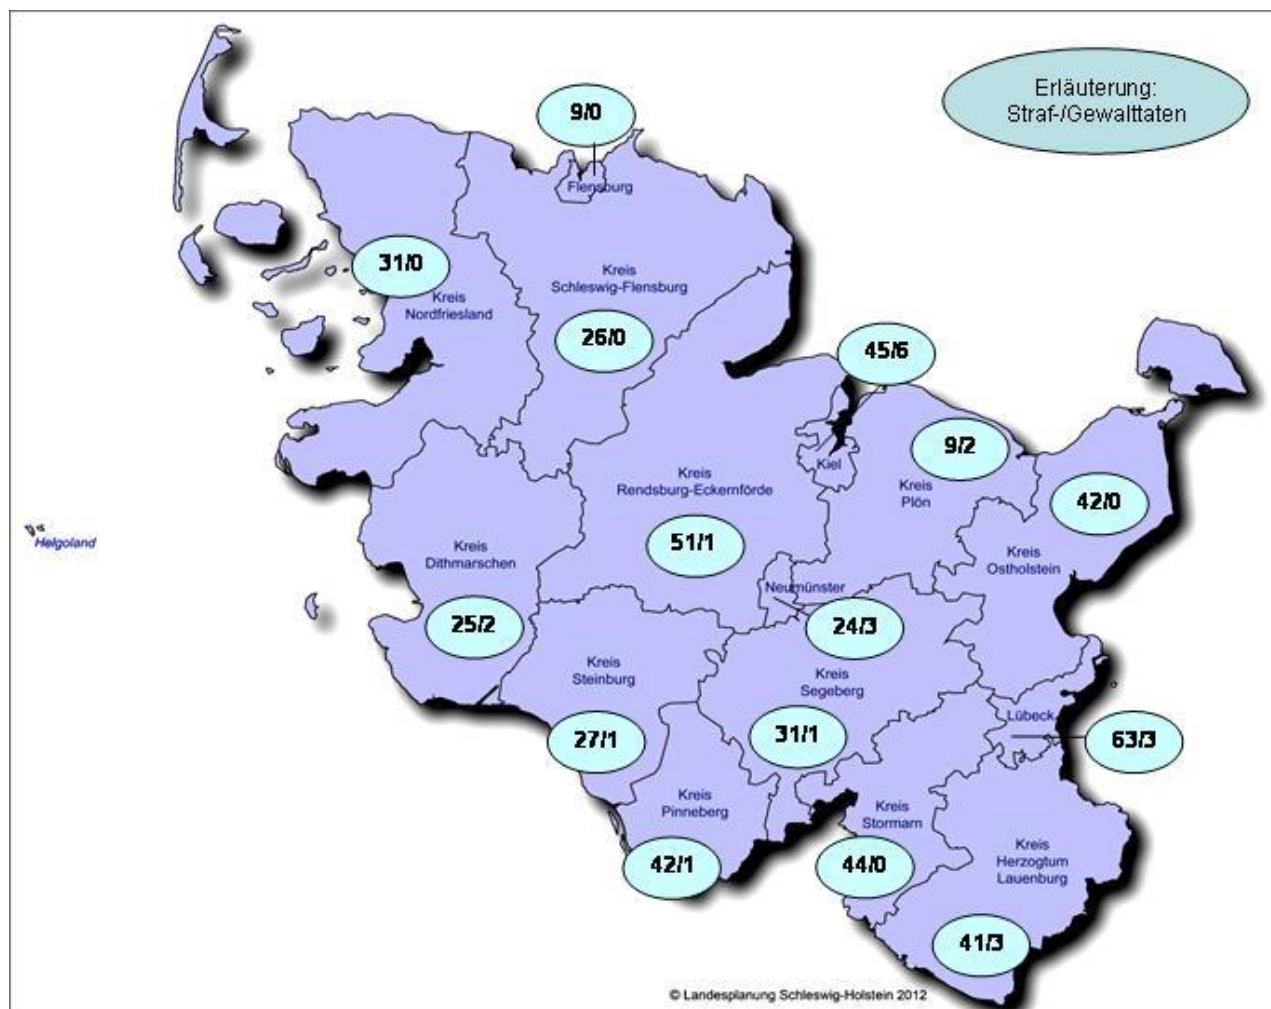 Erläuterung:
Straf-/Gewalttaten
9/0
Flensburg
31/0
Kreis
Nordfriesland
Kreis
Schleswig-Flensburg
26/0
45/6
Kiel
9/2
Kreis
Plön
42/0
Kreis
Ostholstein
Kreis
Rendsburg-Eckernförde
51/1
Helgoland
Kreis
Dithmarschen
25/2
Neumünster
24/3
Kreis
Steinburg
27/1
Kreis
Segeberg
31/1
Lübeck
63/3
Kreis
Pinneberg
42/1
Kreis
Stormarn
44/0
Kreis
Herzogtum
Lauenburg
41/3
© Landesplanung Schleswig-Holstein 2012